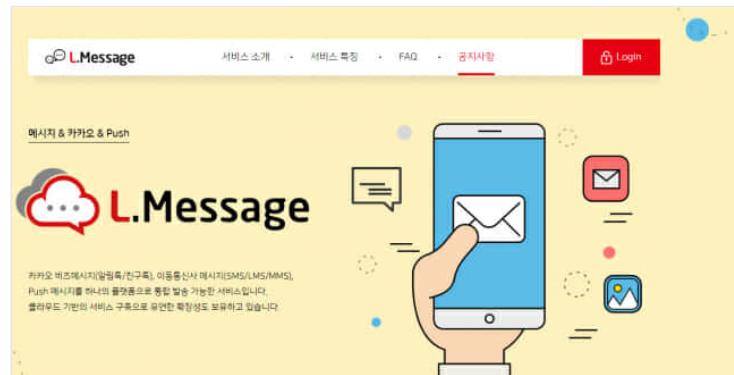 L.Message 서비스 소개 · 서비스 특징 · FAQ · 공지사항 Login
메시지 & 카카오 & Push
L.Message
카카오 비즈메시지(알림톡/친구톡), 이동통신사 메시지(SMS/LMS/MMS),
Push 메시지를 하나의 플랫폼으로 통합 발송 가능한 서비스입니다.
클라우드 기반의 서비스 구축으로 유연한 확장성도 보유하고 있습니다.